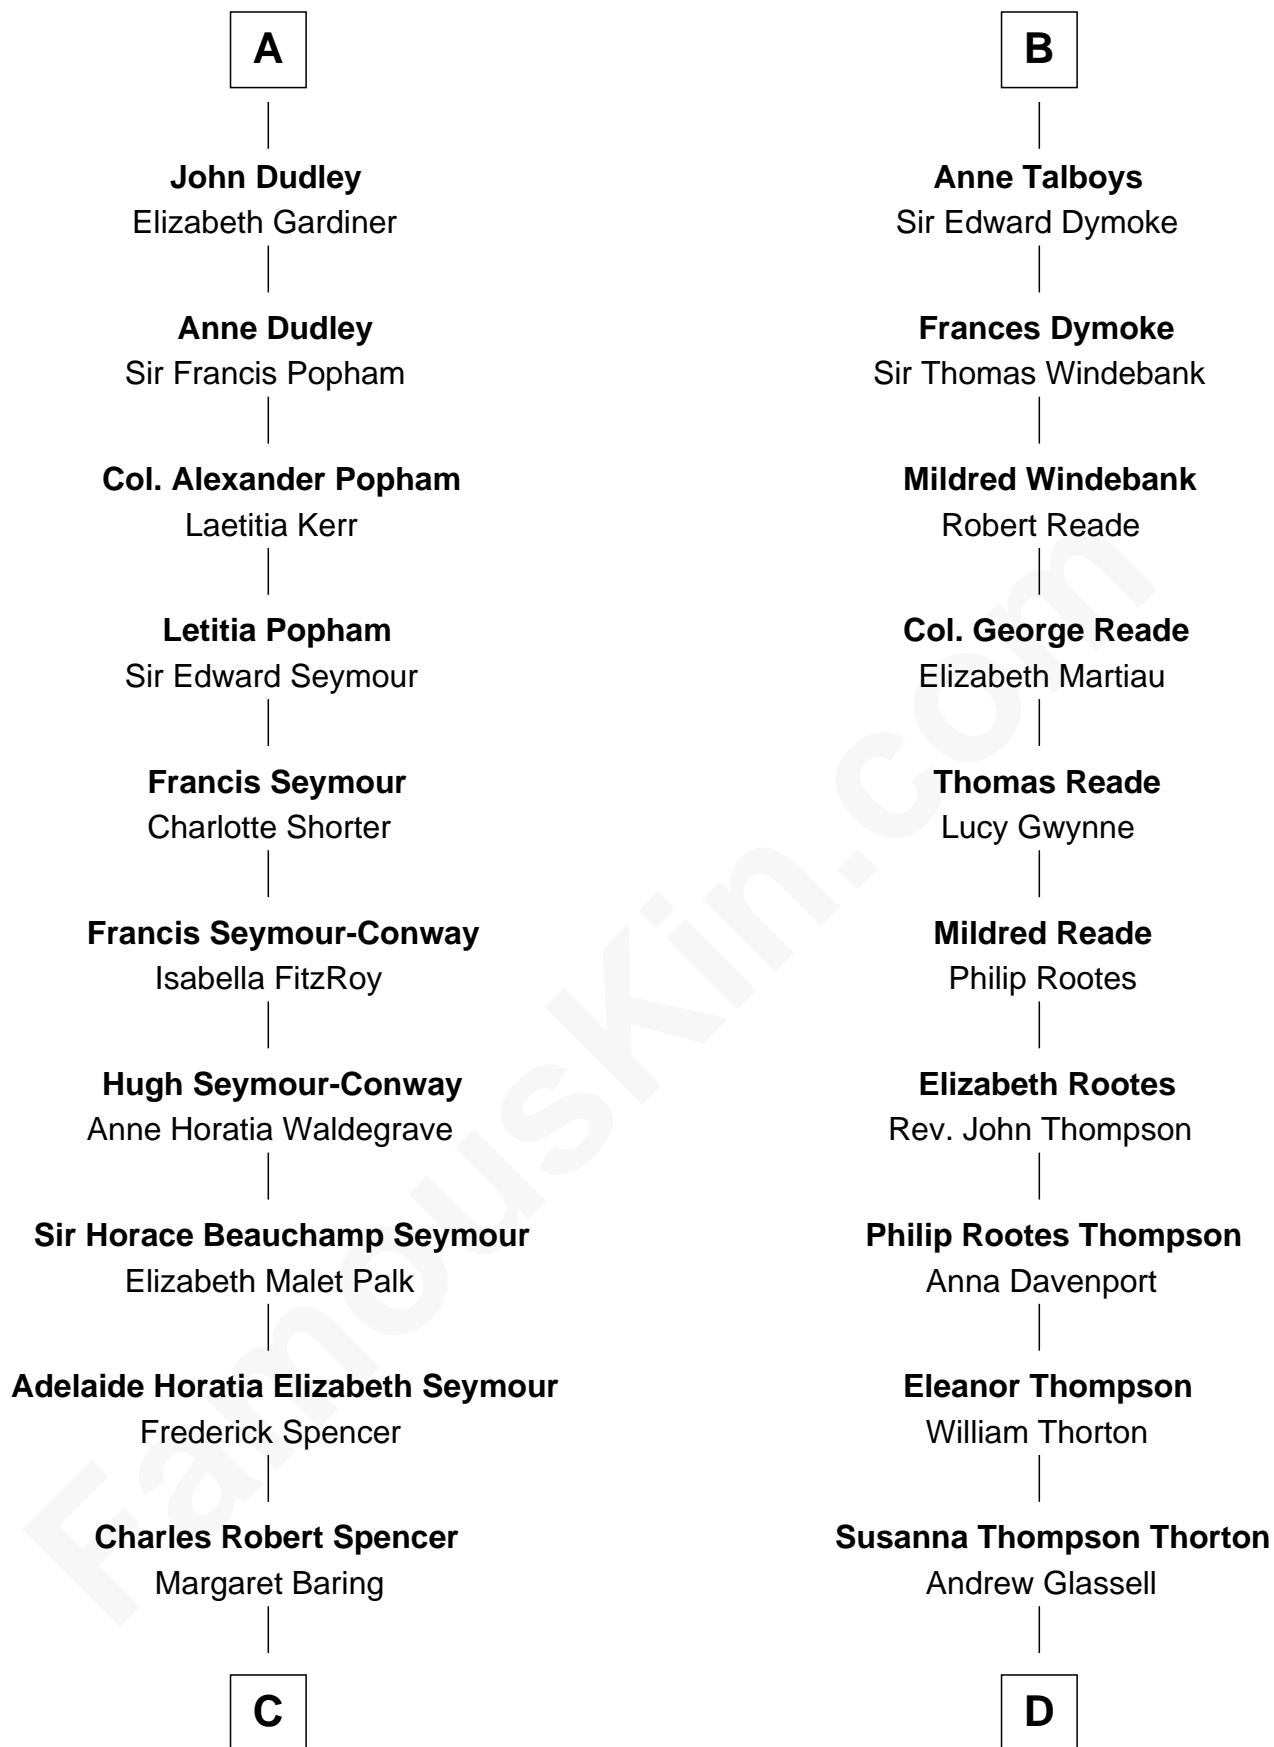 A
John Dudley
Elizabeth Gardiner
Anne Dudley
Sir Francis Popham
Col. Alexander Popham
Laetitia Kerr
Letitia Popham
Sir Edward Seymour
Francis Seymour
Charlotte Shorter
Francis Seymour-Conway
Isabella FitzRoy
Hugh Seymour-Conway
Anne Horatia Waldegrave
Sir Horace Beauchamp Seymour
Elizabeth Malet Palk
Adelaide Horatia Elizabeth Seymour
Frederick Spencer
Charles Robert Spencer
Margaret Baring
C
B
Anne Talboys
Sir Edward Dymoke
Frances Dymoke
Sir Thomas Windebank
Mildred Windebank
Robert Reade
Col. George Reade
Elizabeth Martiau
Thomas Reade
Lucy Gwynne
Mildred Reade
Philip Rootes
Elizabeth Rootes
Rev. John Thompson
Philip Rootes Thompson
Anna Davenport
Eleanor Thompson
William Thorton
Susanna Thompson Thorton
Andrew Glassell
D
FamousKin.com